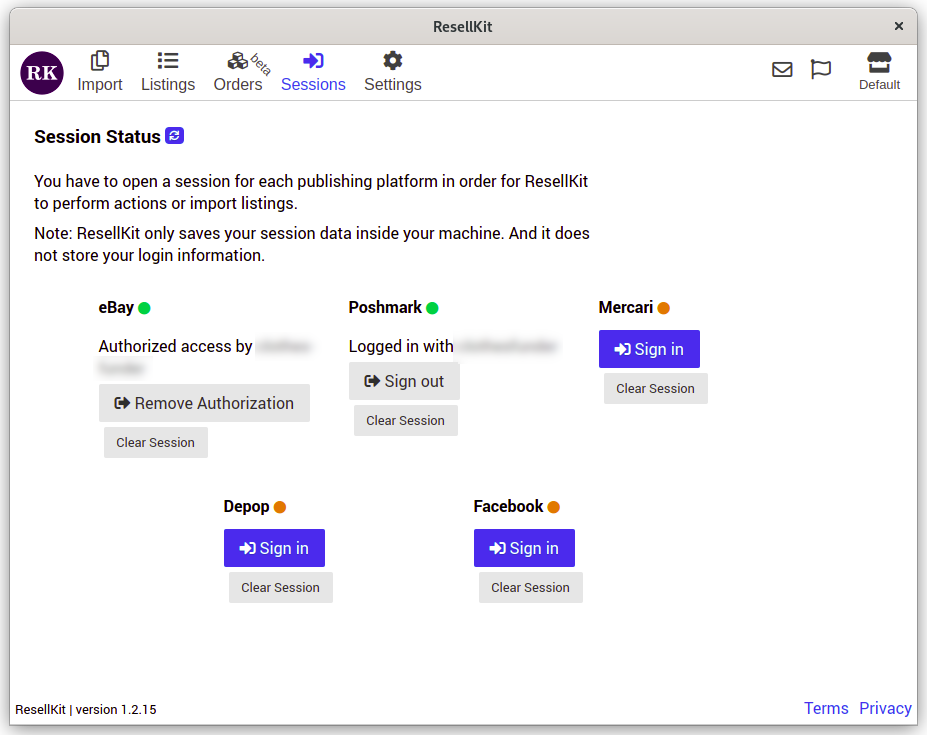 ResellKit
RK
Import
Listings
Orders
beta
Sessions
Settings
Default
Session Status
You have to open a session for each publishing platform in order for ResellKit
to perform actions or import listings.
Note: ResellKit only saves your session data inside your machine. And it does
not store your login information.
eBay
Authorized access by
Remove Authorization
Clear Session
Poshmark
Logged in with
Sign out
Clear Session
Mercari
Sign in
Clear Session
Depop
Sign in
Clear Session
Facebook
Sign in
Clear Session
ResellKit | version 1.2.15
Terms Privacy